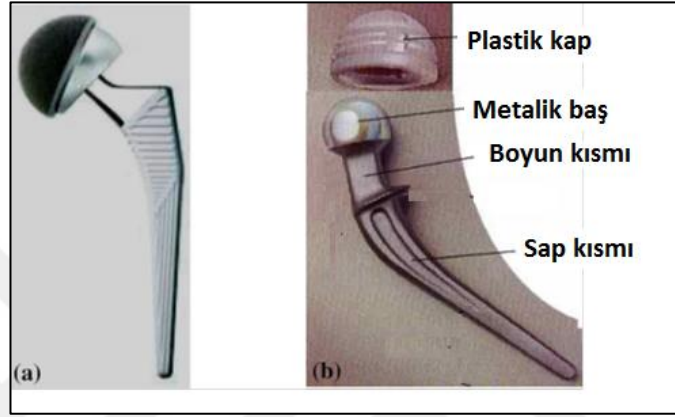 Plastik kap
Metalik baş
Boyun kısmı
Sap kısmı
(a)
(b)